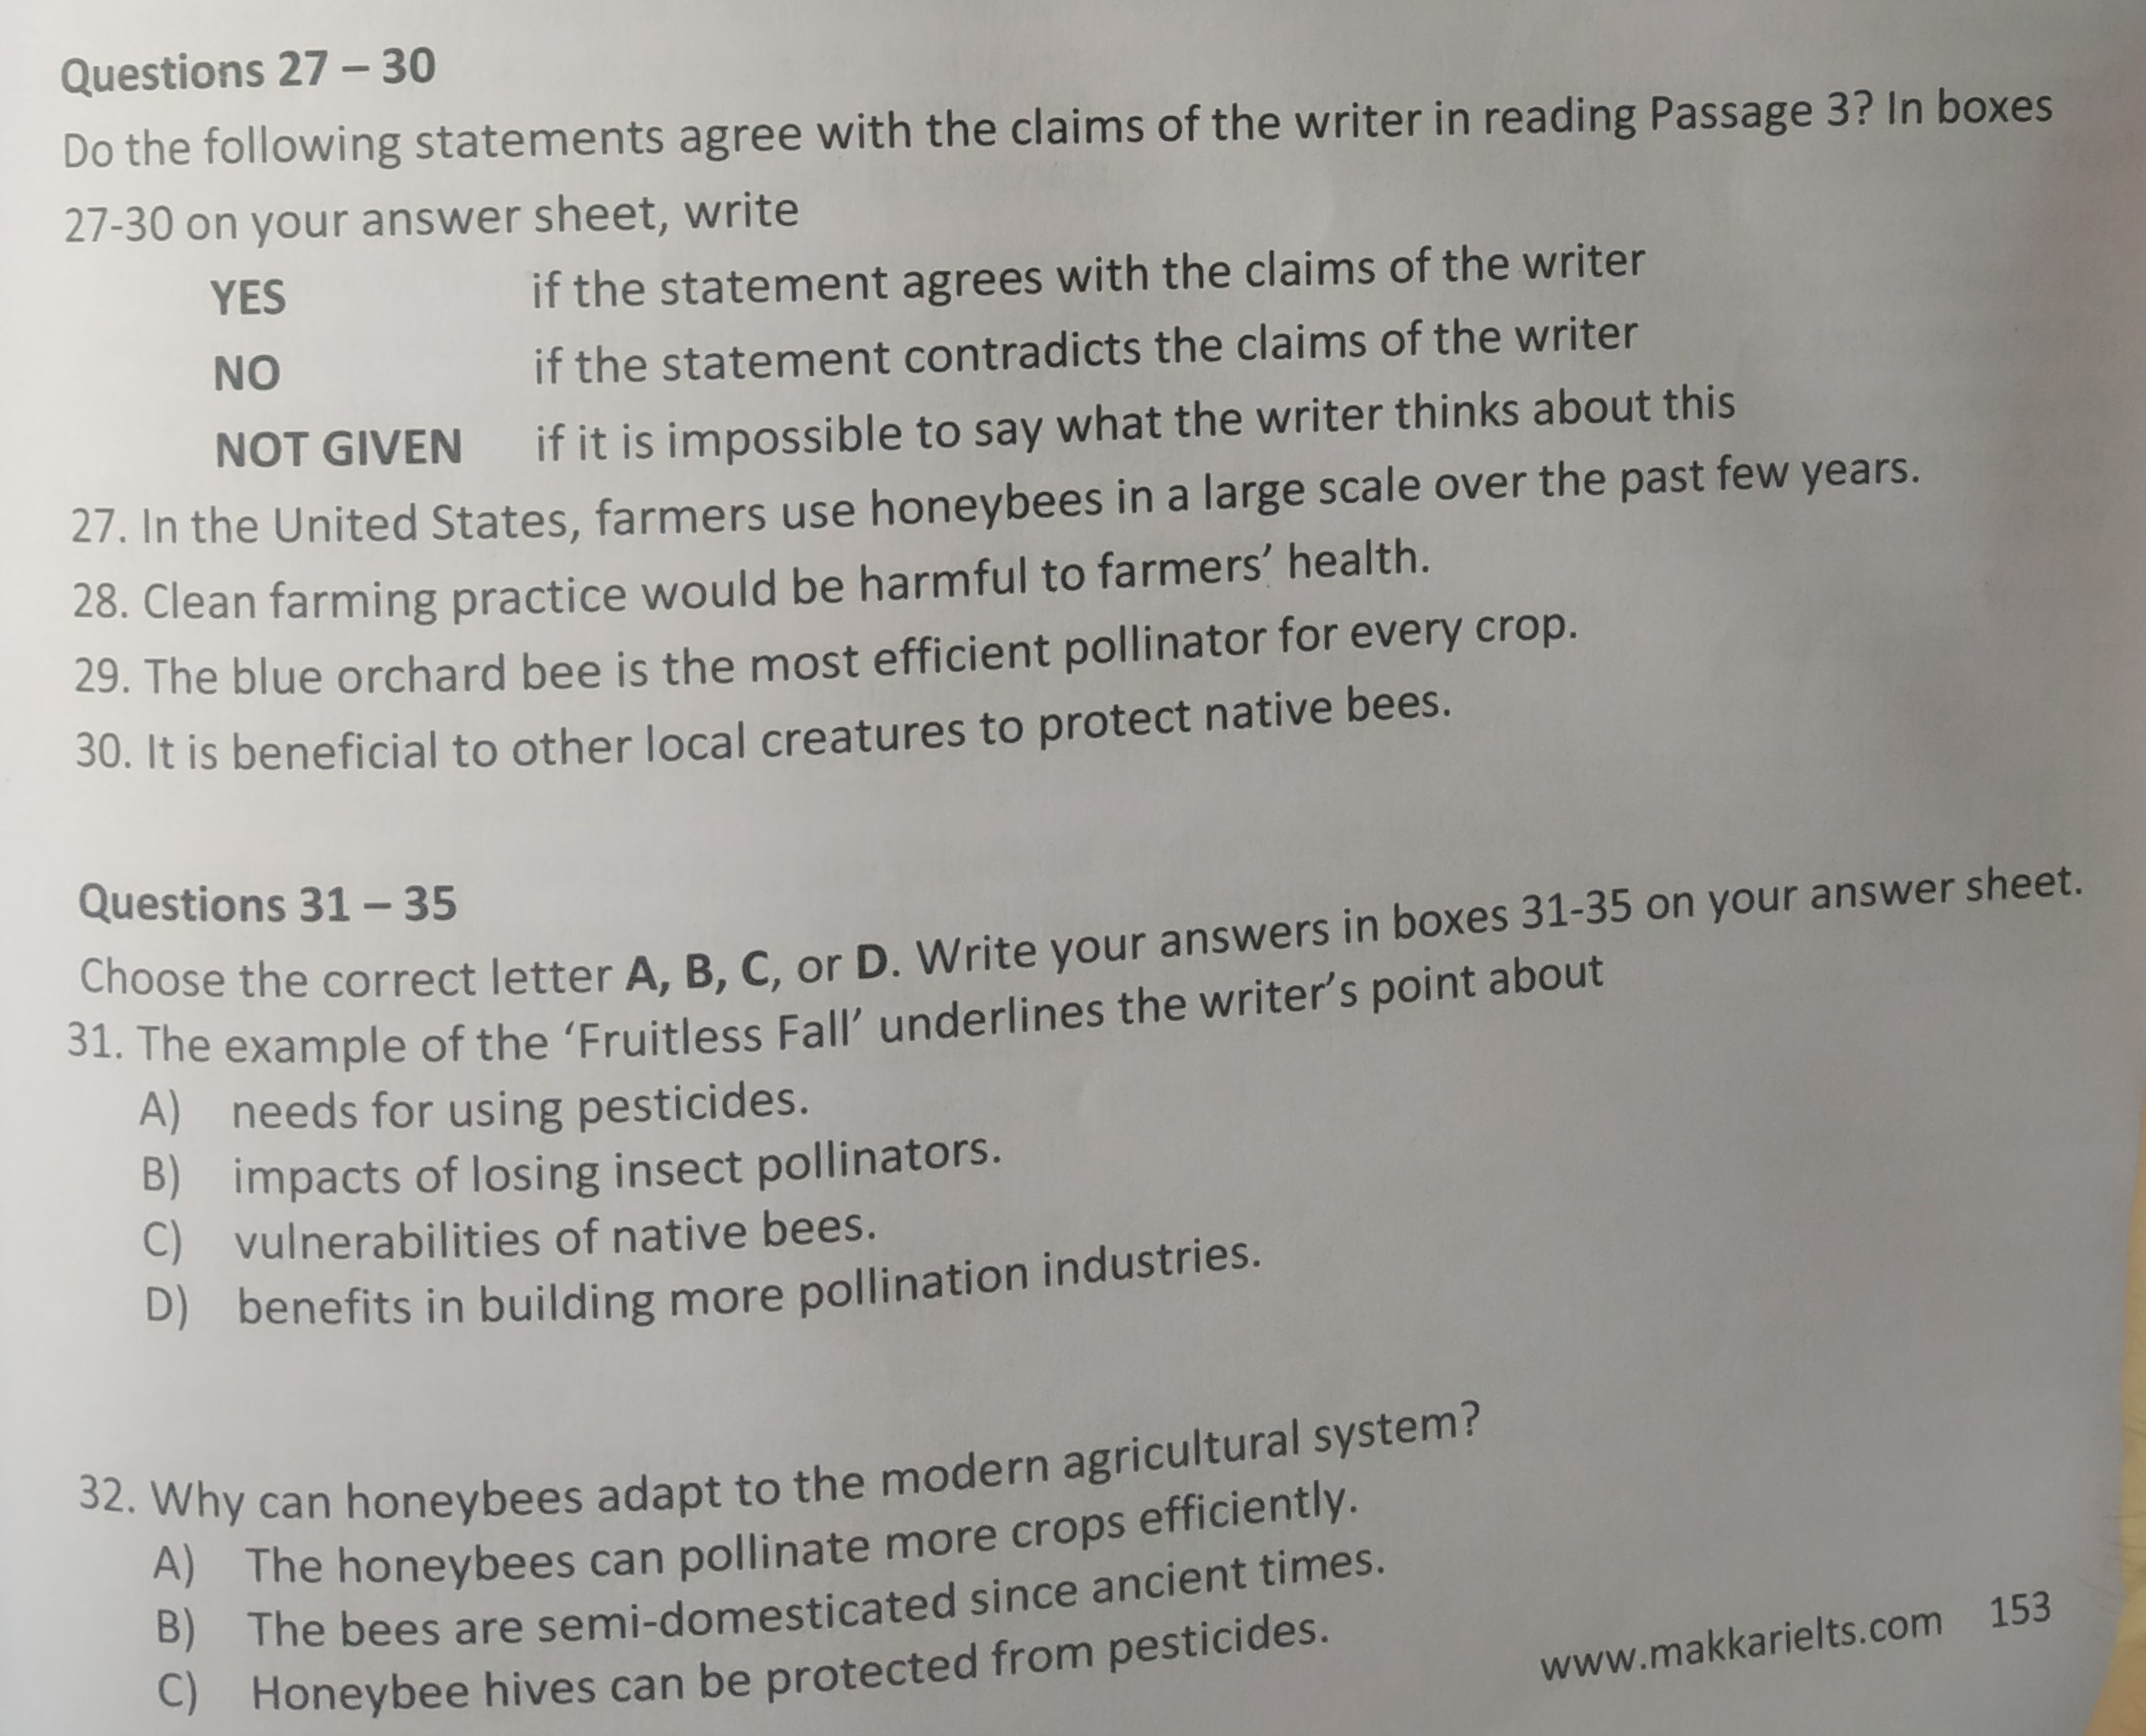 Questions 27 – 30
Do the following statements agree with the claims of the writer in reading Passage 3? In boxes
27-30 on your answer sheet, write
YES if the statement agrees with the claims of the writer
NO if the statement contradicts the claims of the writer
NOT GIVEN if it is impossible to say what the writer thinks about this
27. In the United States, farmers use honeybees in a large scale over the past few years.
28. Clean farming practice would be harmful to farmers’ health.
29. The blue orchard bee is the most efficient pollinator for every crop.
30. It is beneficial to other local creatures to protect native bees.
Questions 31 – 35
Choose the correct letter A, B, C, or D. Write your answers in boxes 31-35 on your answer sheet.
31. The example of the ‘Fruitless Fall’ underlines the writer’s point about
A) needs for using pesticides.
B) impacts of losing insect pollinators.
C) vulnerabilities of native bees.
D) benefits in building more pollination industries.
32. Why can honeybees adapt to the modern agricultural system?
A) The honeybees can pollinate more crops efficiently.
B) The bees are semi-domesticated since ancient times.
C) Honeybee hives can be protected from pesticides.
www.makkarielts.com 153